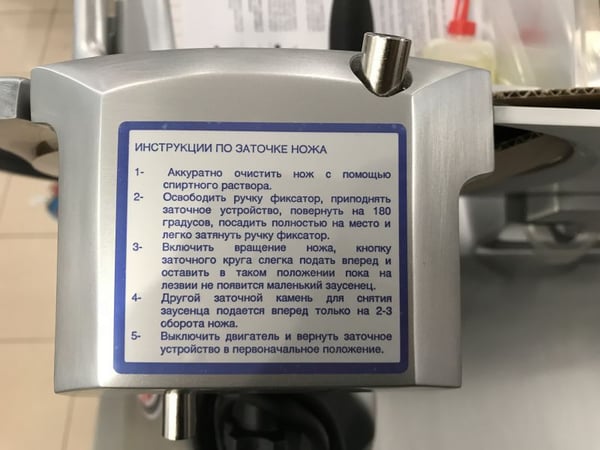 ИНСТРУКЦИИ ПО ЗАТОЧКЕ НОЖА
1- Аккуратно очистить нож с помощью
спиртного раствора.
2- Освободить ручку фиксатор, приподнять
заточное устройство, повернуть на 180
градусов, посадить полностью на место и
легко затянуть ручку фиксатор.
3- Включить вращение ножа, кнопку
заточного круга слегка подать вперед и
оставить в таком положении пока на
лезвии не появится маленький заусенец.
4- Другой заточной камень для снятия
заусенца подается вперед только на 2-3
оборота ножа.
5- Выключить двигатель и вернуть заточное
устройство в первоначальное положение.